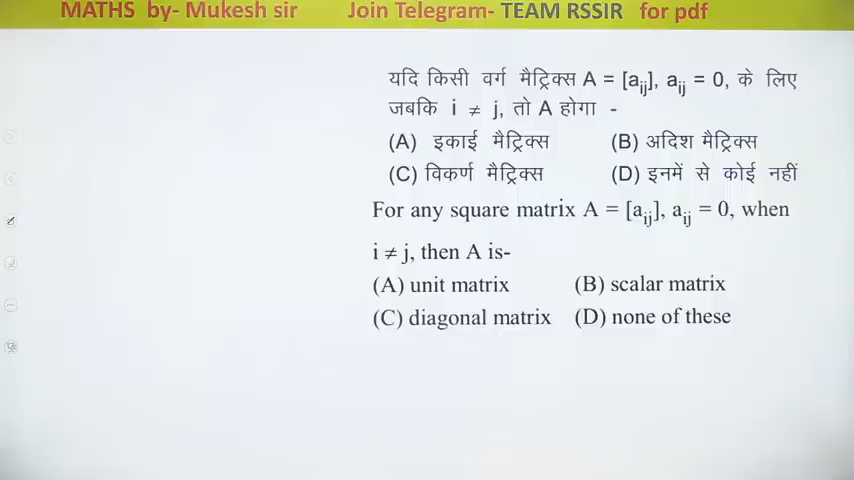 MATHS by- Mukesh sir Join Telegram- TEAM RSSIR for pdf
यदि किसी वर्ग मैट्रिक्स A = [aij], aij = 0, के लिए
जबकि i ≠ j, तो A होगा -
(A) इकाई मैट्रिक्स (B) अदिश मैट्रिक्स
(C) विकर्ण मैट्रिक्स (D) इनमें से कोई नहीं
For any square matrix A = [aij], aij = 0, when
i ≠ j, then A is-
(A) unit matrix (B) scalar matrix
(C) diagonal matrix (D) none of these